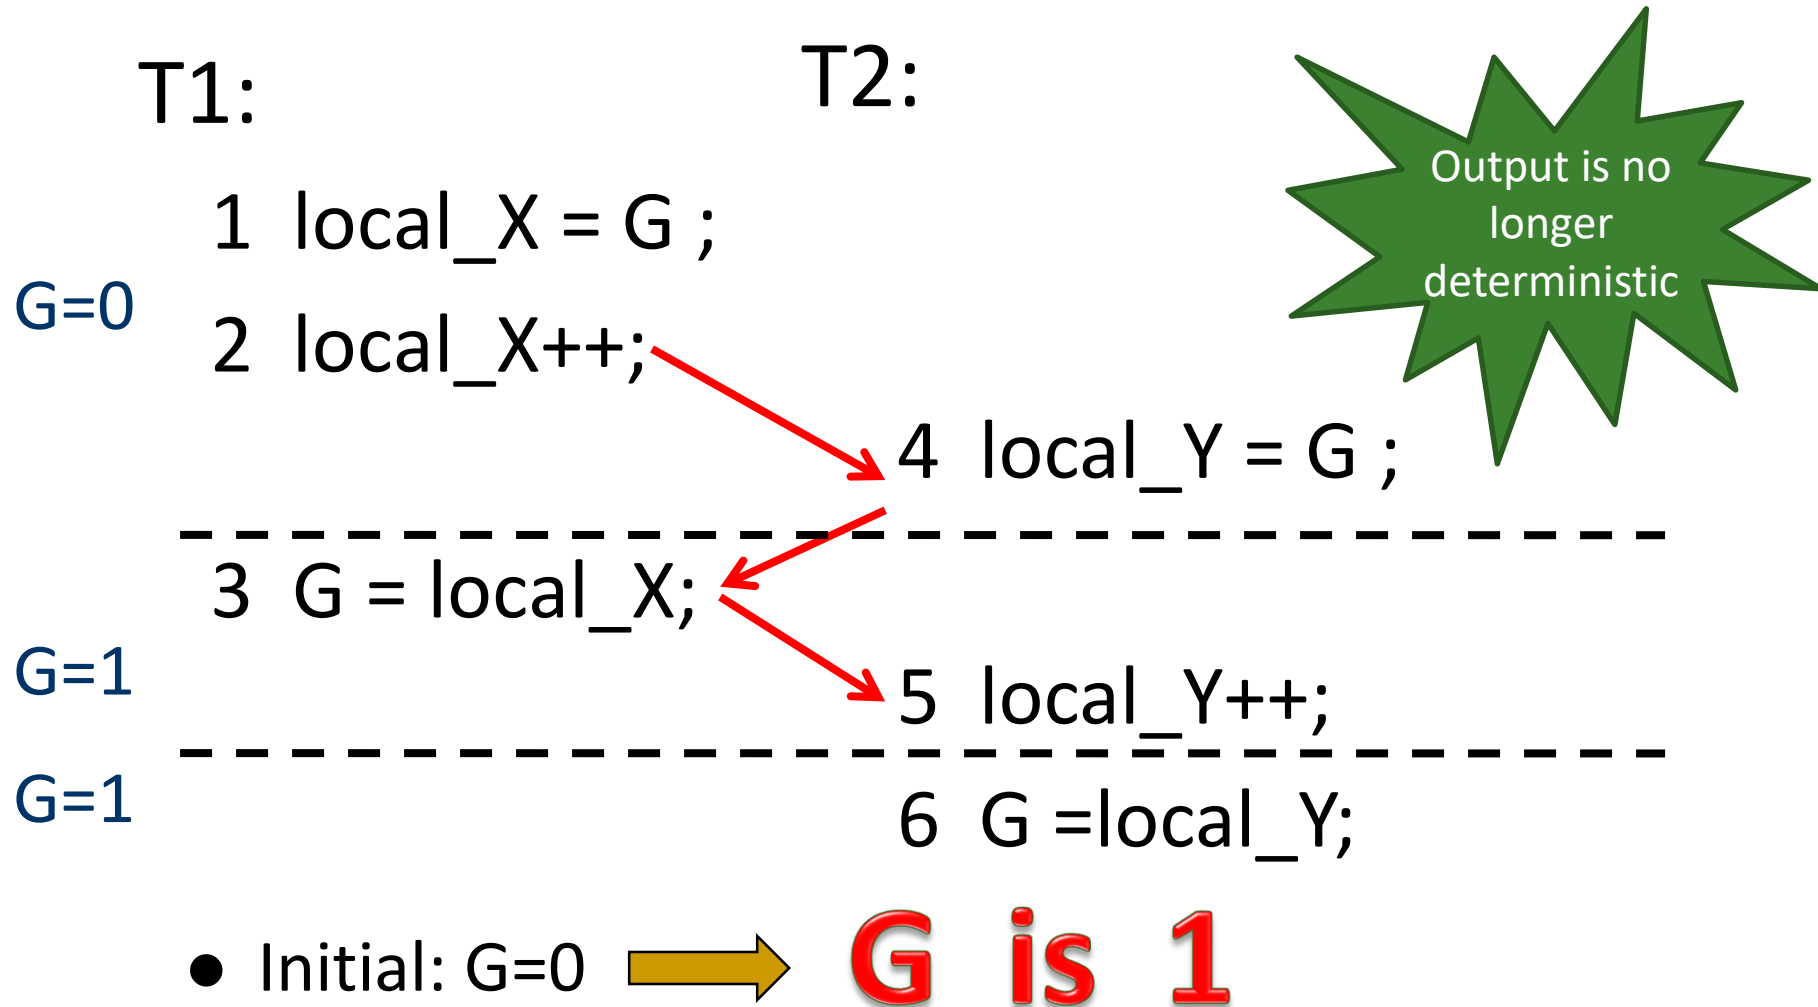 T1:
T2:
Output is no
longer
deterministic
1 local_X = G ;
G=0
2 local_X++;
4 local_Y = G ;
3 G = local_X;
G=1
5 local_Y++;
G=1
6 G =local_Y;
● Initial: G=0
G is 1